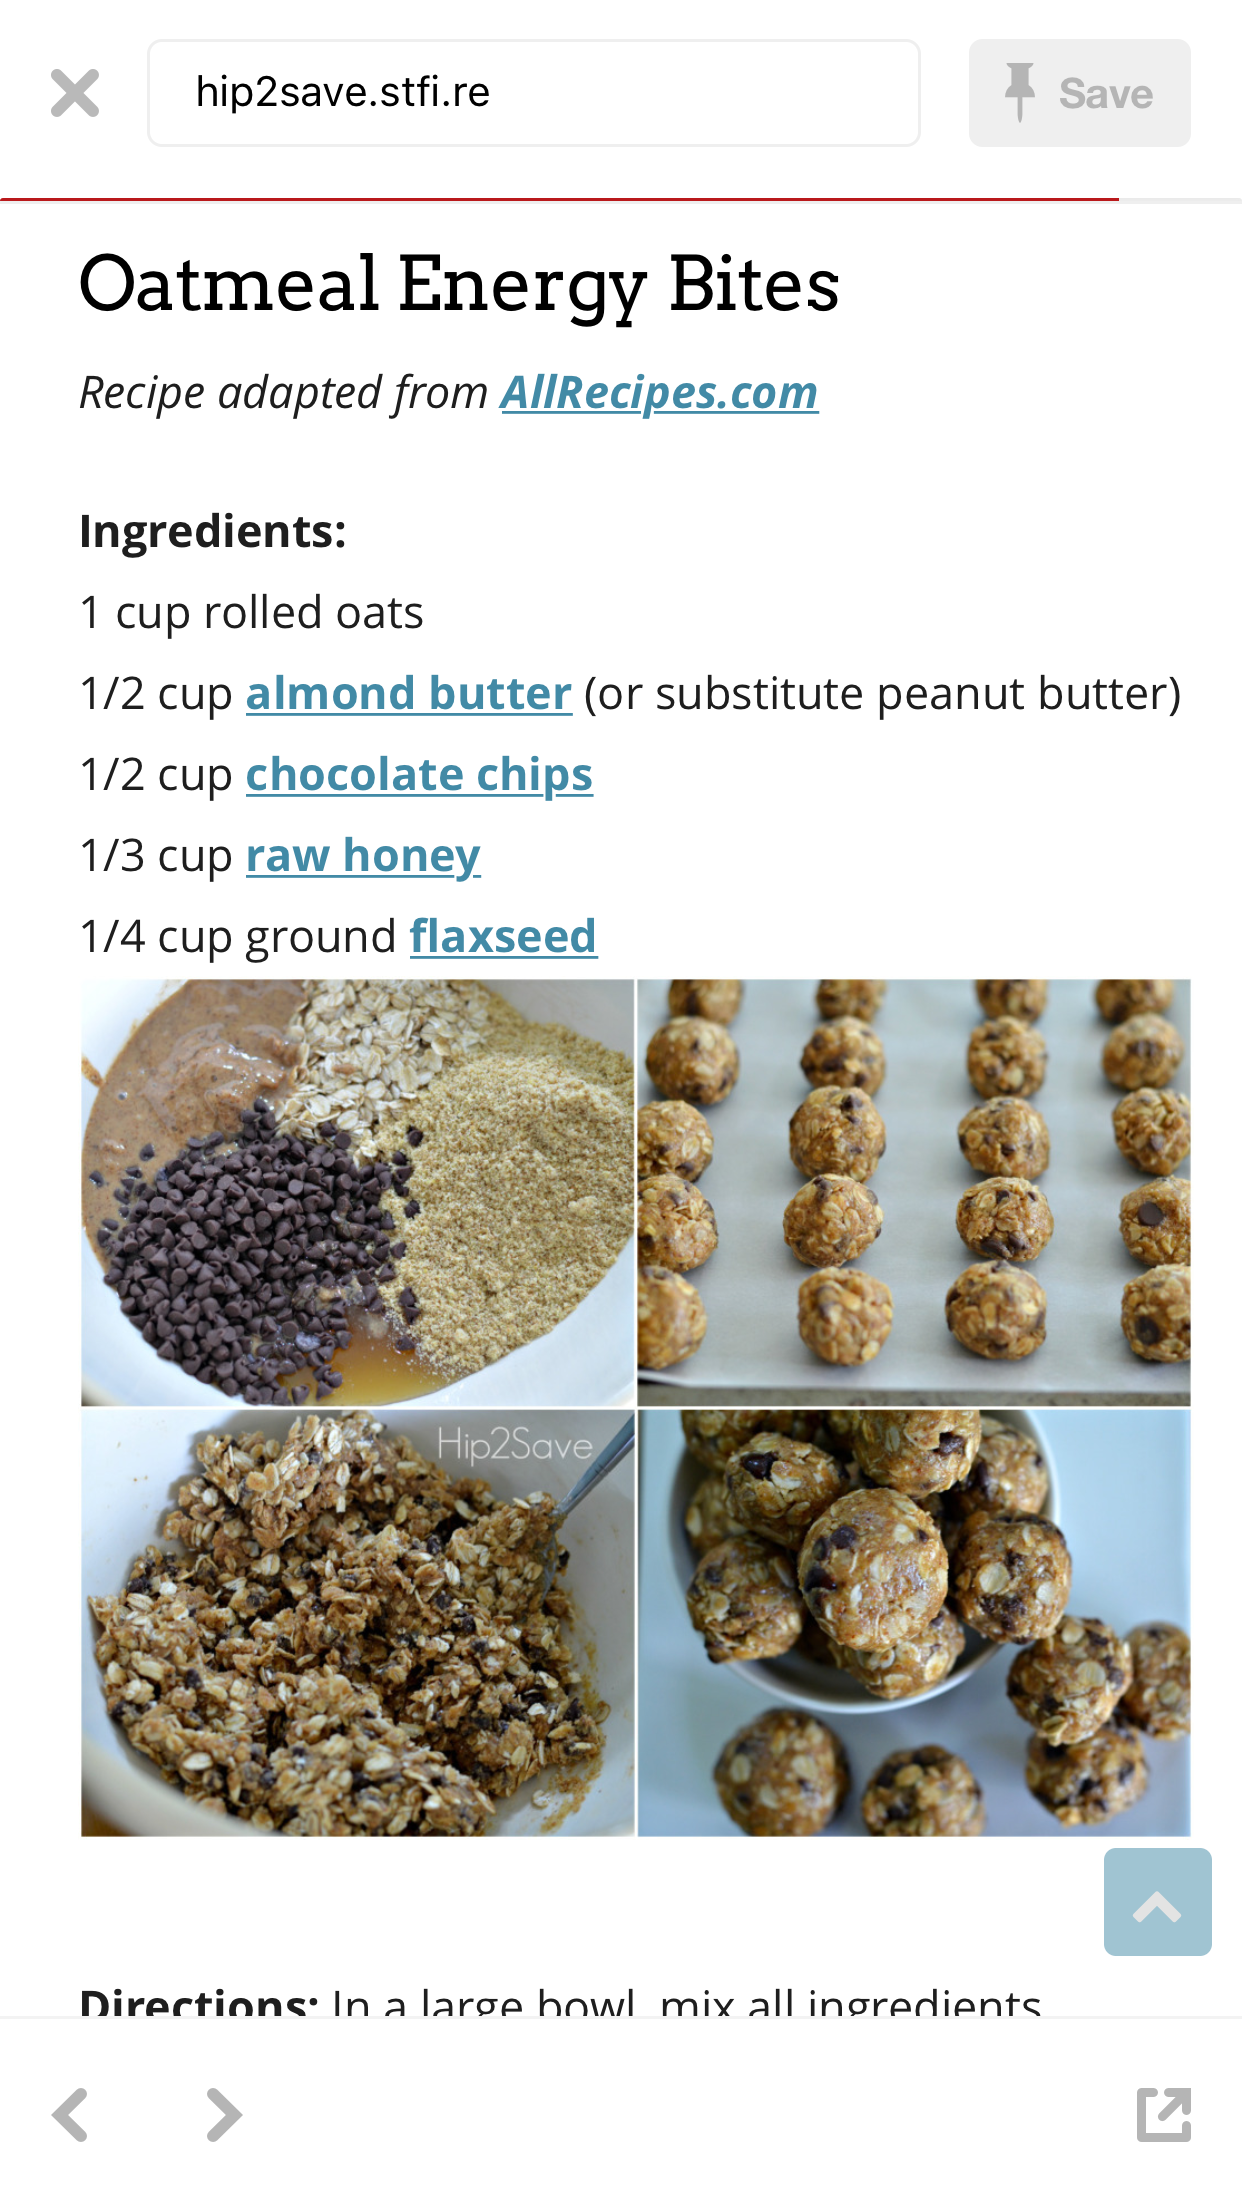 hip2save.stfi.re
Save
Oatmeal Energy Bites
Recipe adapted from AllRecipes.com
Ingredients:
1 cup rolled oats
1/2 cup almond butter (or substitute peanut butter)
1/2 cup chocolate chips
1/3 cup raw honey
1/4 cup ground flaxseed
Hip2Save
Directions: In a large bowl, mix all ingredients